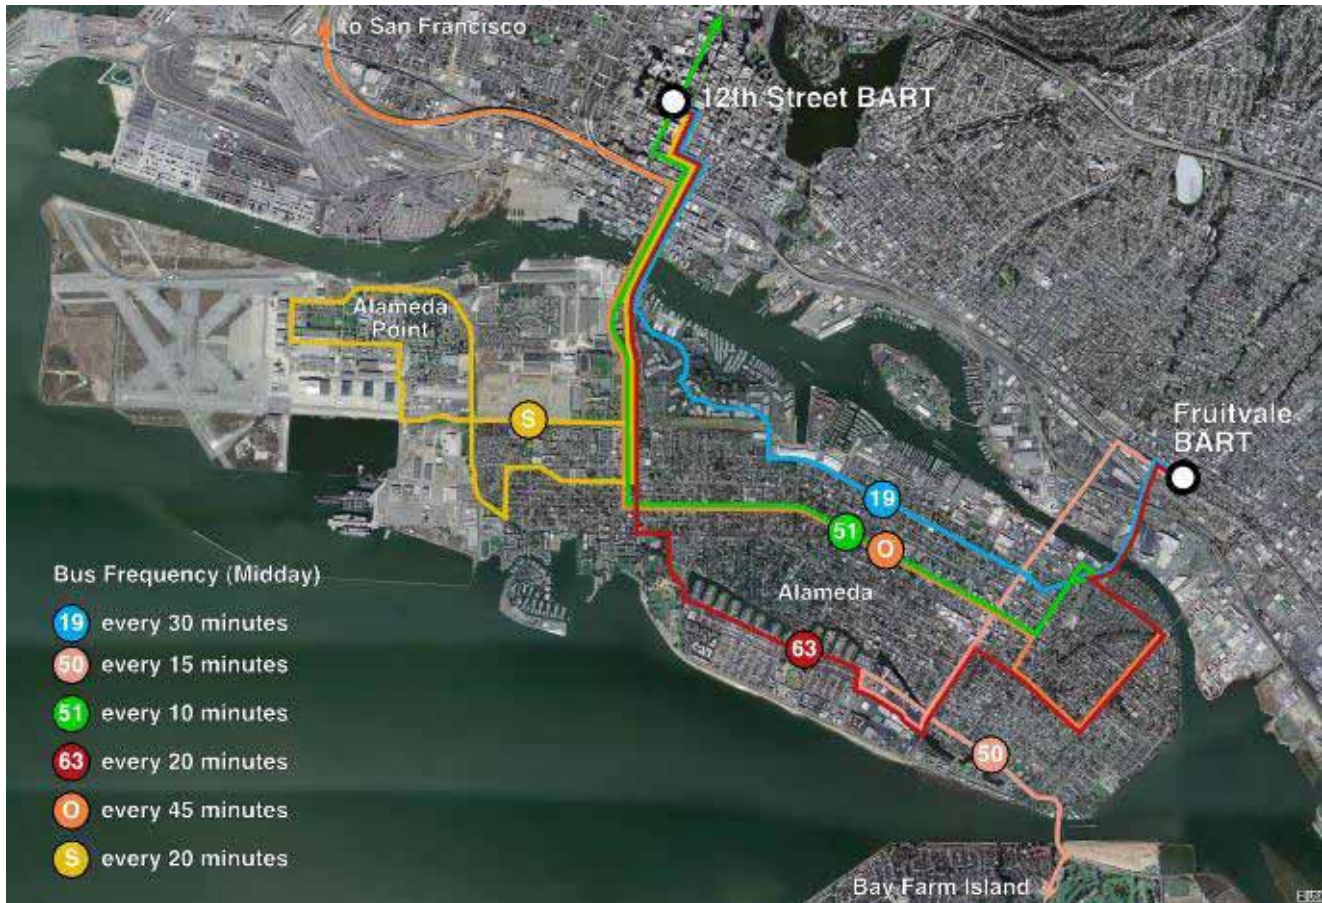 to San Francisco
12th Street BART
Alameda
Point
S
Fruitvale
BART
19
51
O
Alameda
63
50
Bus Frequency (Midday)
19 every 30 minutes
50 every 15 minutes
51 every 10 minutes
63 every 20 minutes
O every 45 minutes
S every 20 minutes
Bay Farm Island